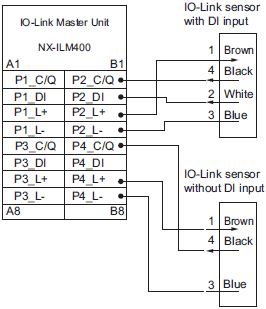 IO-Link Master Unit
NX-ILM400
A1 B1
P1_C/Q P2_C/Q
P1_DI P2_DI
P1_L+ P2_L+
P1_L- P2_L-
P3_C/Q P4_C/Q
P3_DI P4_DI
P3_L+ P4_L+
P3_L- P4_L-
A8 B8
IO-Link sensor
with DI input
1 Brown
4 Black
2 White
3 Blue
IO-Link sensor
without DI input
1 Brown
4 Black
3 Blue